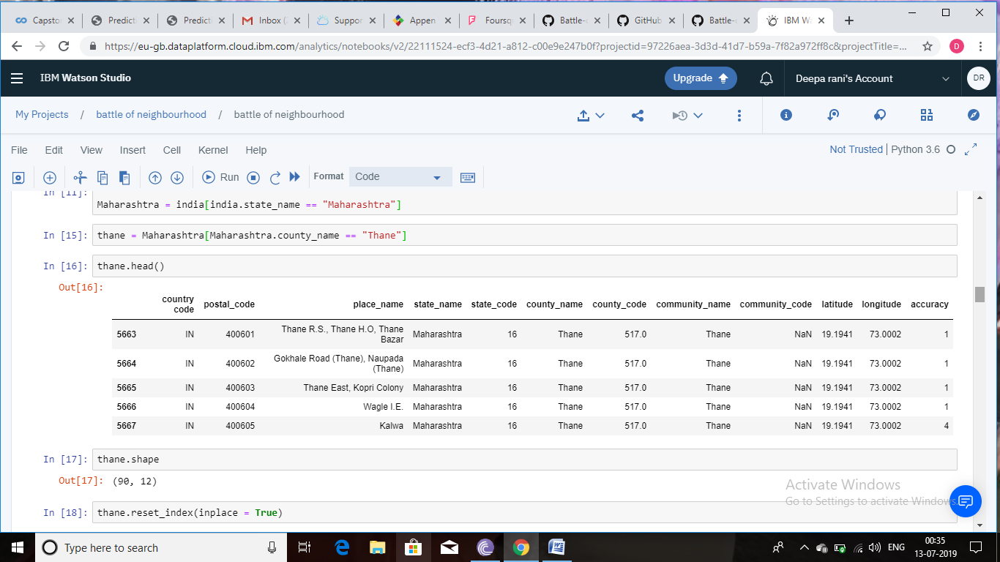 Capsto
Predict
Predicti
Inbox (
Suppor
Appen
Foursq
Battle-
GitHub
Battle-
IBM W
https://eu-gb.dataplatform.cloud.ibm.com/analytics/notebooks/v2/22111524-ecf3-4d21-a812-c00e9e247b0f?projectid=97226aea-3d3d-41d7-b59a-7f82a972ff8c&projectTitle=...
D
IBM Watson Studio
Upgrade
Deepa rani's Account
DR
My Projects / battle of neighbourhood / battle of neighbourhood
File Edit View Insert Cell Kernel Help
Not Trusted | Python 3.6
Run
Format
Code
In [11]:
Maharashtra = india[india.state_name == "Maharashtra"]
In [15]: thane = Maharashtra[Maharashtra.county_name == "Thane"]
In [16]: thane.head()
Out[16]:
country code postal_code place_name state_name state_code county_name county_code community_name community_code latitude longitude accuracy
5663 IN 400601 Thane R.S., Thane H.O, Thane Bazar Maharashtra 16 Thane 517.0 Thane NaN 19.1941 73.0002 1
5664 IN 400602 Gokhale Road (Thane), Naupada (Thane) Maharashtra 16 Thane 517.0 Thane NaN 19.1941 73.0002 1
5665 IN 400603 Thane East, Kopri Colony Maharashtra 16 Thane 517.0 Thane NaN 19.1941 73.0002 1
5666 IN 400604 Wagle I.E. Maharashtra 16 Thane 517.0 Thane NaN 19.1941 73.0002 1
5667 IN 400605 Kalwa Maharashtra 16 Thane 517.0 Thane NaN 19.1941 73.0002 4
In [17]: thane.shape
Out[17]: (90, 12)
In [18]: thane.reset_index(inplace = True)
Activate Windows
Go to Settings to activate Windows.
Type here to search
ENG
00:35
13-07-2019